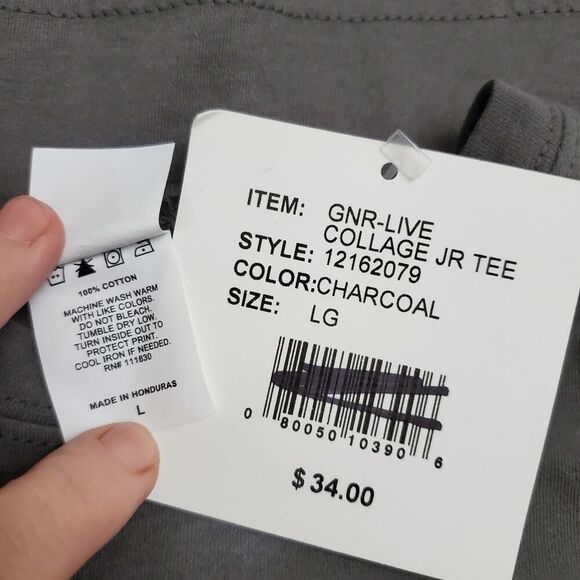 100% COTTON
MACHINE WASH WARM
WITH LIKE COLORS.
DO NOT BLEACH.
TUMBLE DRY LOW.
TURN INSIDE OUT TO
PROTECT PRINT.
COOL IRON IF NEEDED.
RN# 111830
MADE IN HONDURAS
L
ITEM: GNR-LIVE
COLLAGE JR TEE
STYLE: 12162079
COLOR:CHARCOAL
SIZE: LG
0 80050 10390 6
$ 34.00